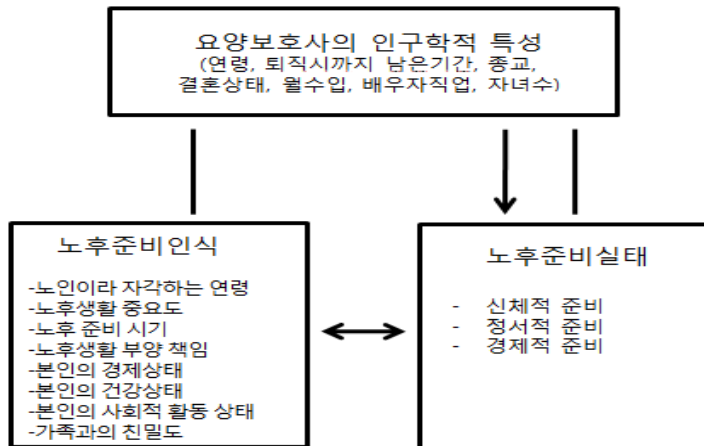 요양보호사의 인구학적 특성
(연령, 퇴직시까지 남은기간, 종교,
결혼상태, 월수입, 배우자직업, 자녀수)
노후준비인식
-노인이라 자각하는 연령
-노후생활 중요도
-노후 준비 시기
-노후생활 부양 책임
-본인의 경제상태
-본인의 건강상태
-본인의 사회적 활동 상태
-가족과의 친밀도
노후준비실태
- 신체적 준비
- 정서적 준비
- 경제적 준비